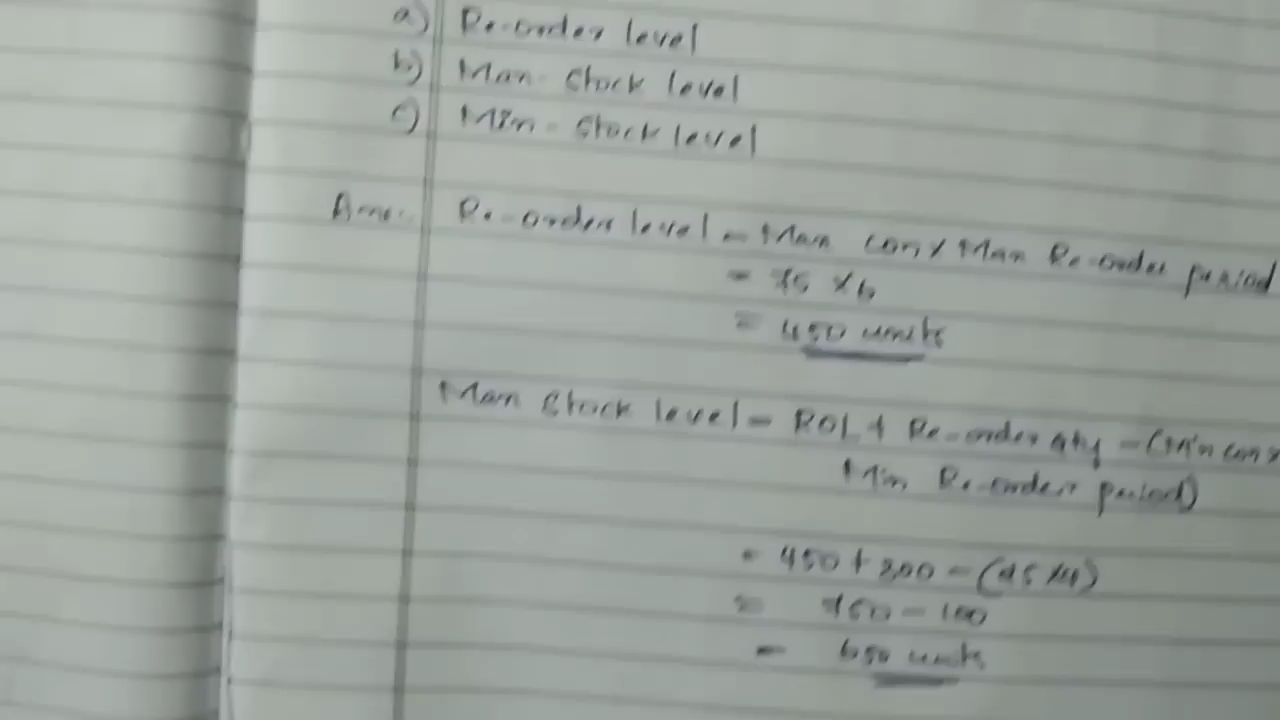 a) Re-order level
b) Max Stock level
c) Min - Stock level
Ans: Re-order level = Max con x Max Re-order period
= 75 x 6
= 450 units
Max Stock level = ROL + Re-order qty - (Min con x
Min Re-order period)
= 450 + 300 - (25 x 4)
= 750 - 100
= 650 units